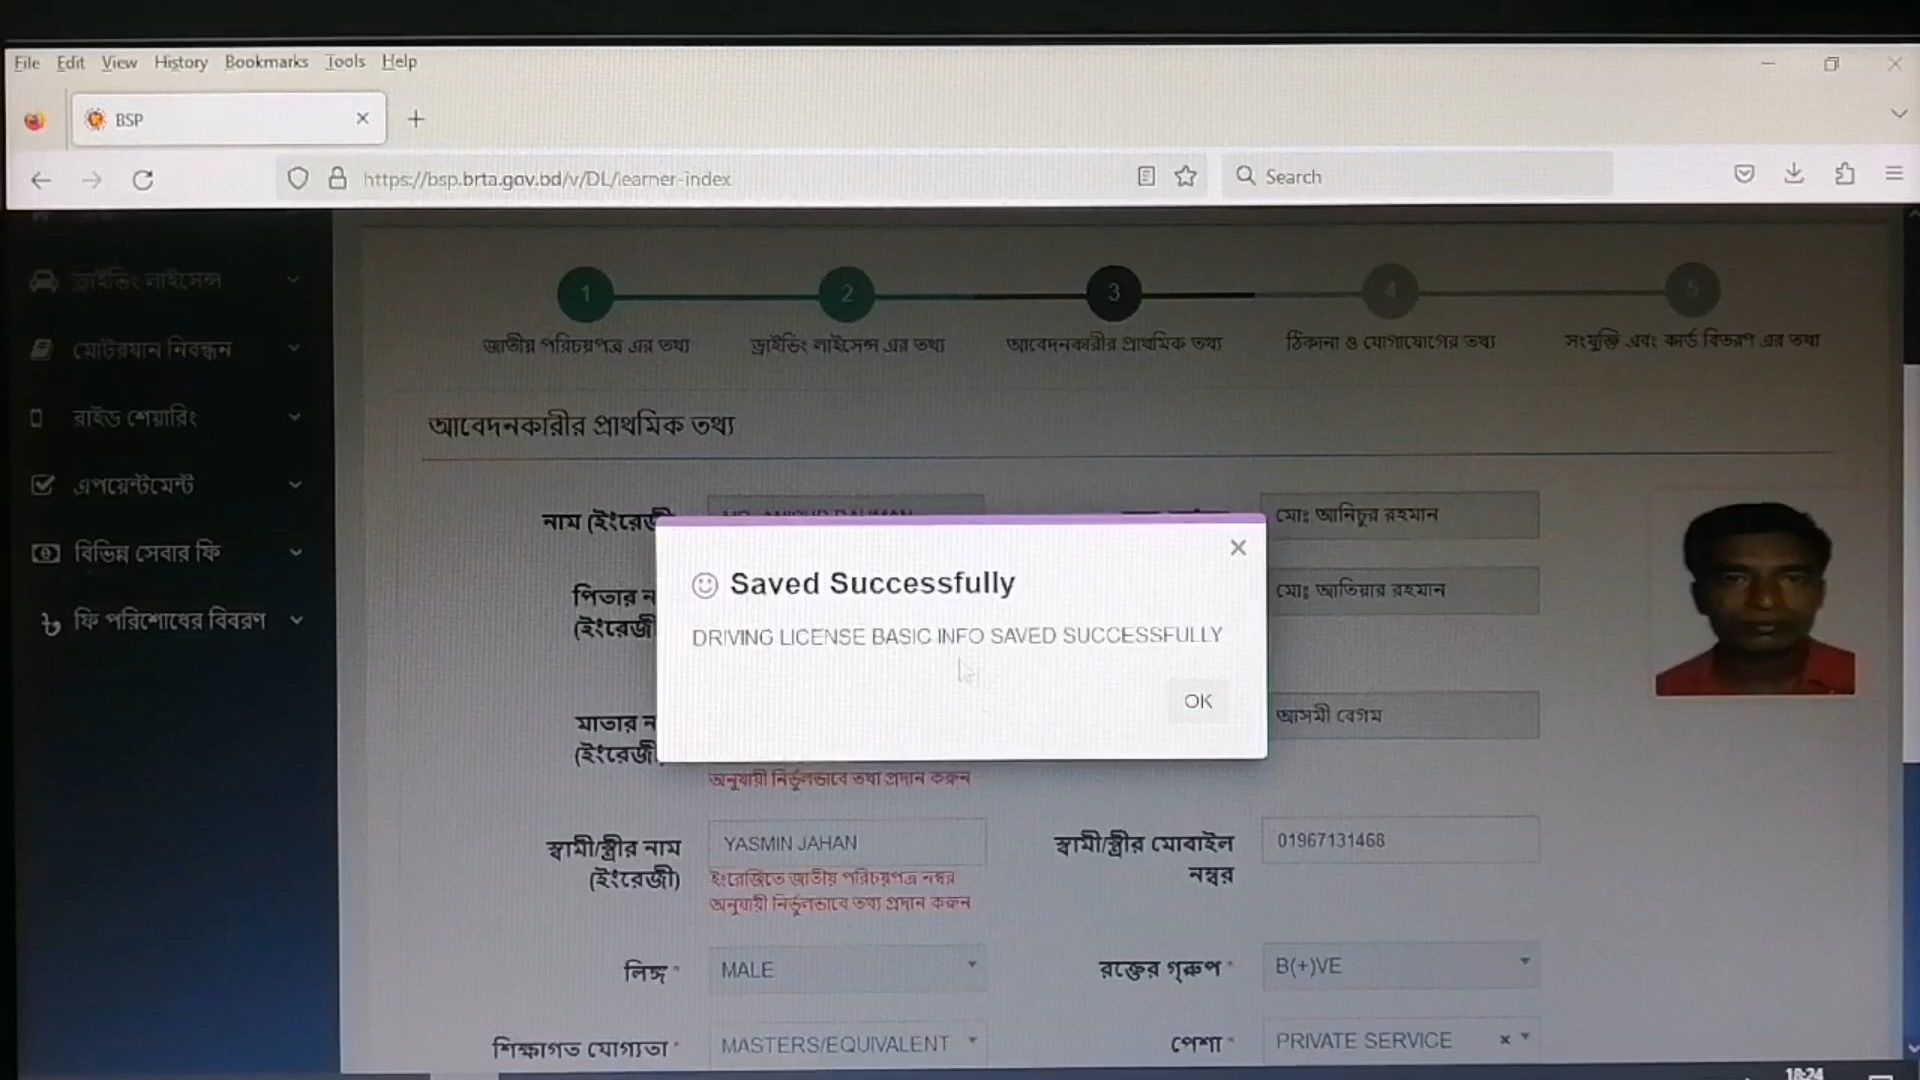 File Edit View History Bookmarks Tools Help
BSP
https://bsp.brta.gov.bd/v/DL/learner-index
Search
ড্রাইভিং লাইসেন্স
মোটরযান নিবন্ধন
রাইড শেয়ারিং
এপয়েন্টমেন্ট
বিভিন্ন সেবার ফি
ফি পরিশোধের বিবরণ
1 2 3 4 5
জাতীয় পরিচয়পত্র এর তথ্য
ড্রাইভিং লাইসেন্স এর তথ্য
আবেদনকারীর প্রাথমিক তথ্য
ঠিকানা ও যোগাযোগের তথ্য
সংযুক্তি এবং কার্ড বিতরণ এর তথ্য
আবেদনকারীর প্রাথমিক তথ্য
নাম (ইংরেজী
মোঃ আনিচুর রহমান
পিতার ন
(ইংরেজী
মোঃ আতিয়ার রহমান
Saved Successfully
DRIVING LICENSE BASIC INFO SAVED SUCCESSFULLY
OK
মাতার ন
(ইংরেজী
আসমী বেগম
অনুযায়ী নির্ভুলভাবে তথ্য প্রদান করুন
স্বামী/স্ত্রীর নাম
(ইংরেজী)
YASMIN JAHAN
ইংরেজিতে জাতীয় পরিচয়পত্র নম্বর
অনুযায়ী নির্ভুলভাবে তথ্য প্রদান করুন
স্বামী/স্ত্রীর মোবাইল
নম্বর
01967131468
লিঙ্গ *
MALE
রক্তের গ্রুপ *
B(+)VE
শিক্ষাগত যোগ্যতা *
MASTERS/EQUIVALENT
পেশা *
PRIVATE SERVICE
18:24